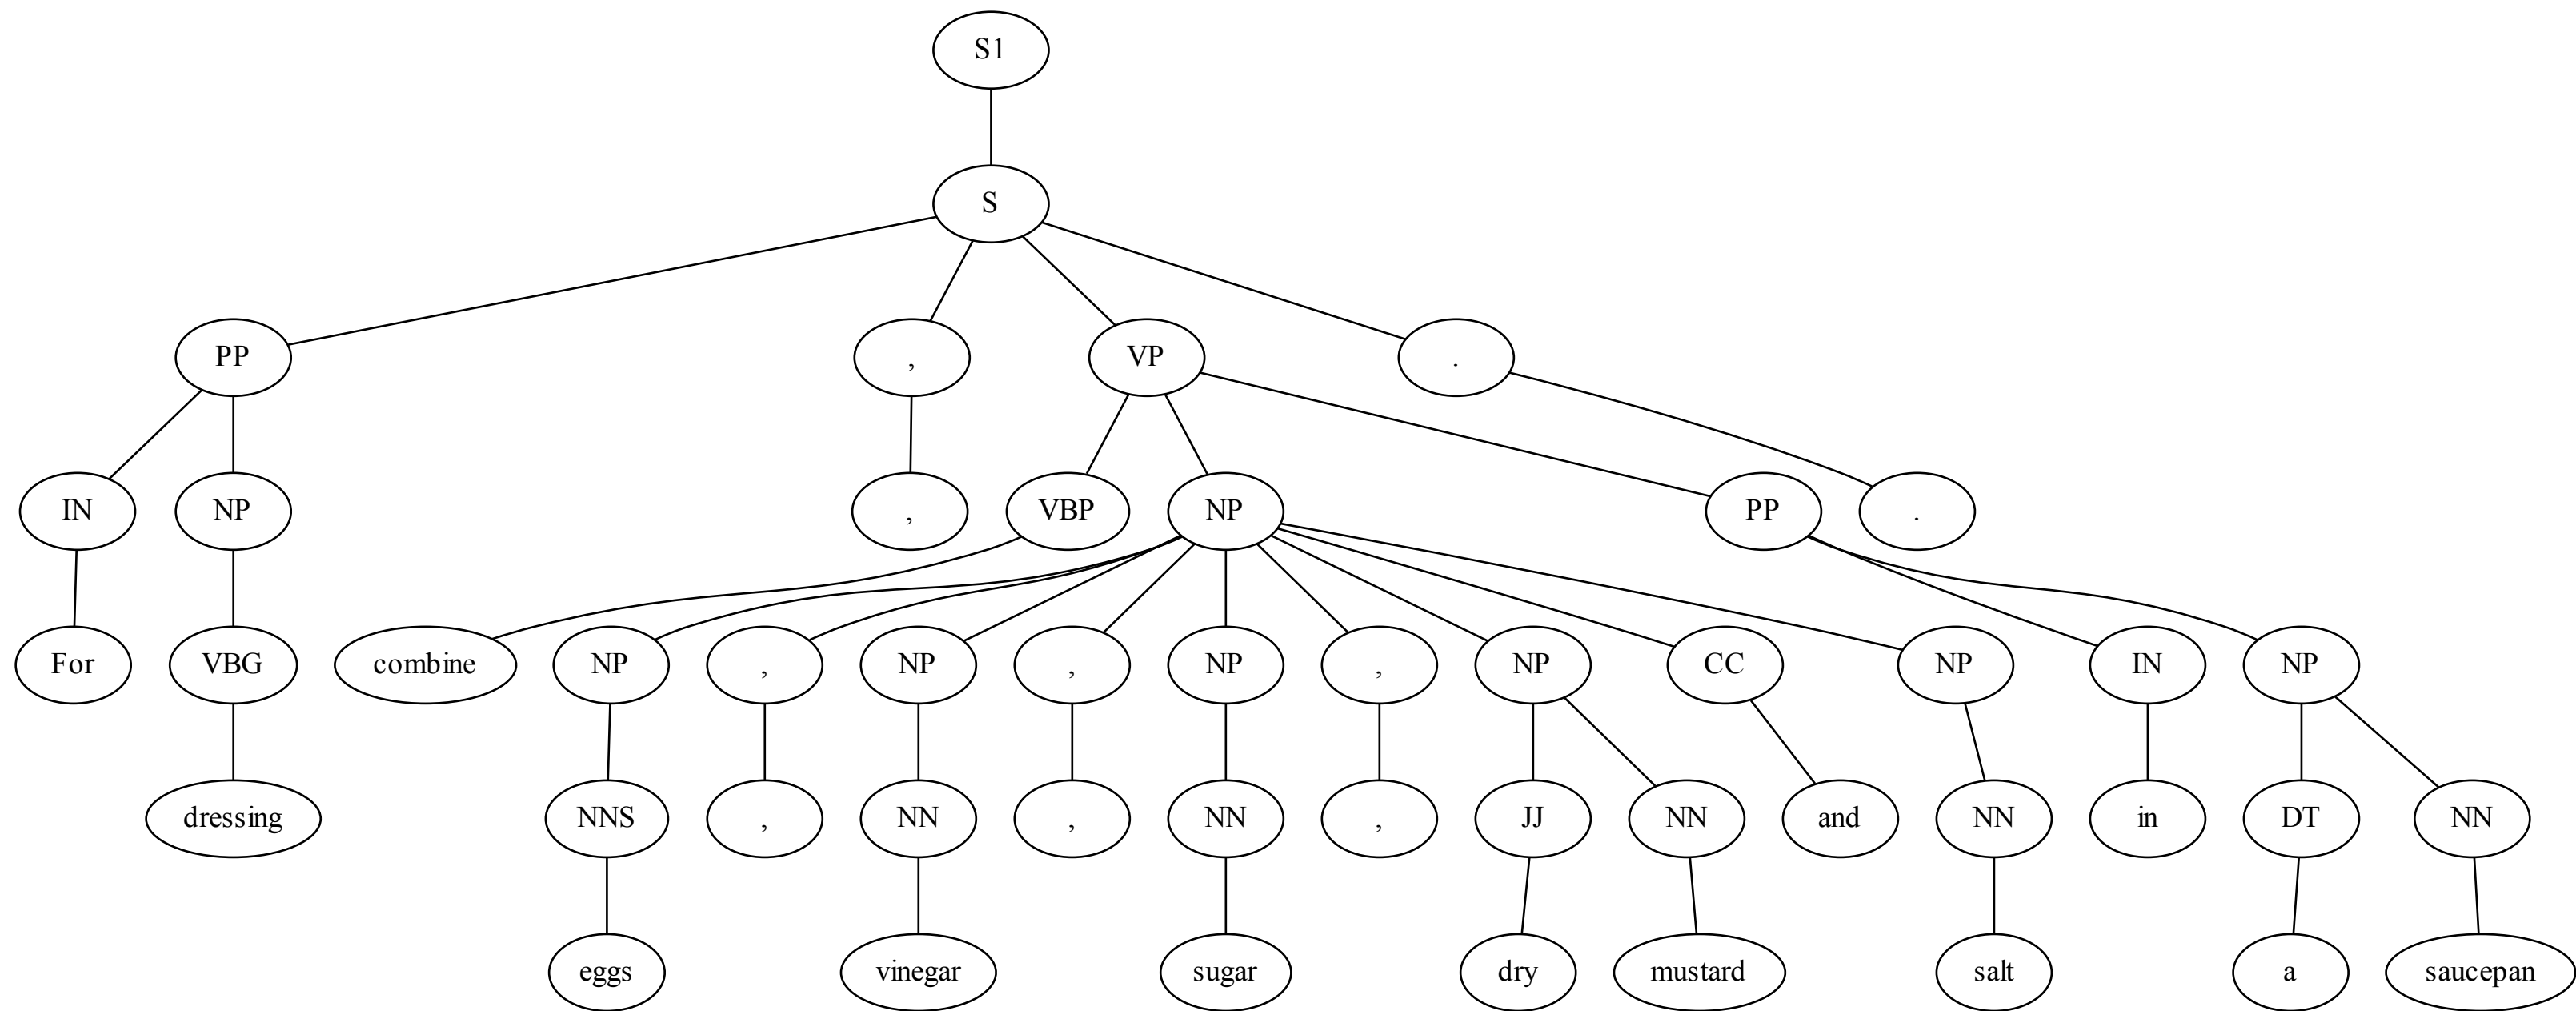 S1
S
PP , VP .
IN NP , VBP NP PP .
For VBG combine NP , NP , NP , NP CC NP IN NP
dressing NNS , NN , NN , JJ NN and NN in DT NN
eggs vinegar sugar dry mustard salt a saucepan